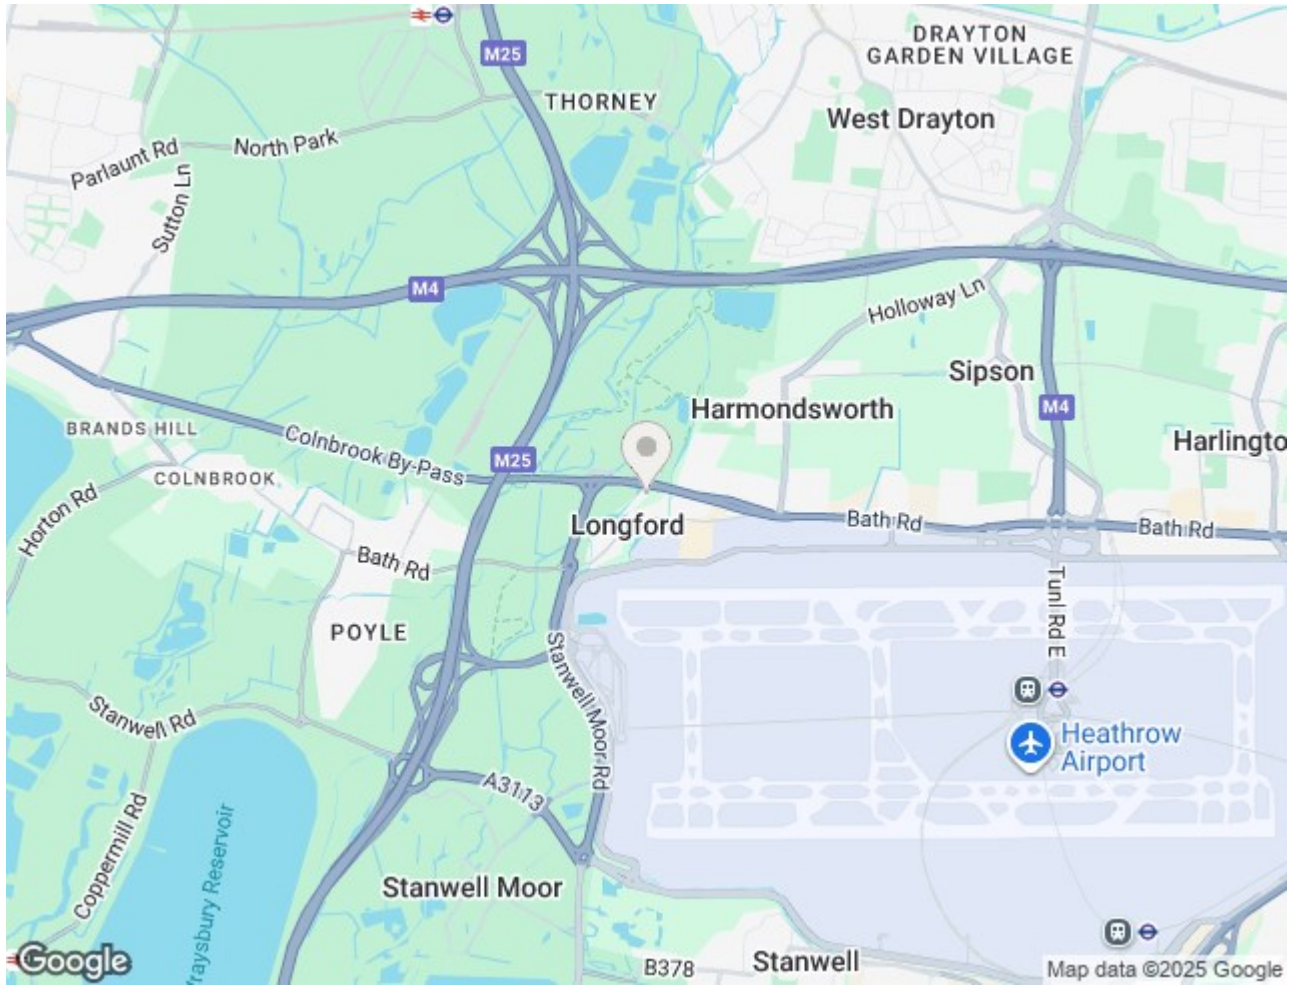 M25
DRAYTON
GARDEN VILLAGE
THORNEY
West Drayton
North Park
Parlaunt Rd
Sutton Ln
M4
Holloway Ln
Sipson
M4
Harmondsworth
BRANDS HILL
Colnbrook By-Pass
M25
Harlingto
COLNBROOK
Horton Rd
Longford
Bath Rd
Bath Rd
Bath Rd
Tunl Rd E
POYLE
Stanwell Moor Rd
Stanwell Rd
Heathrow
Airport
A3113
Coppermill Rd
raysbury Reservoir
Stanwell Moor
Stanwell
B378
Google
Map data ©2025 Google